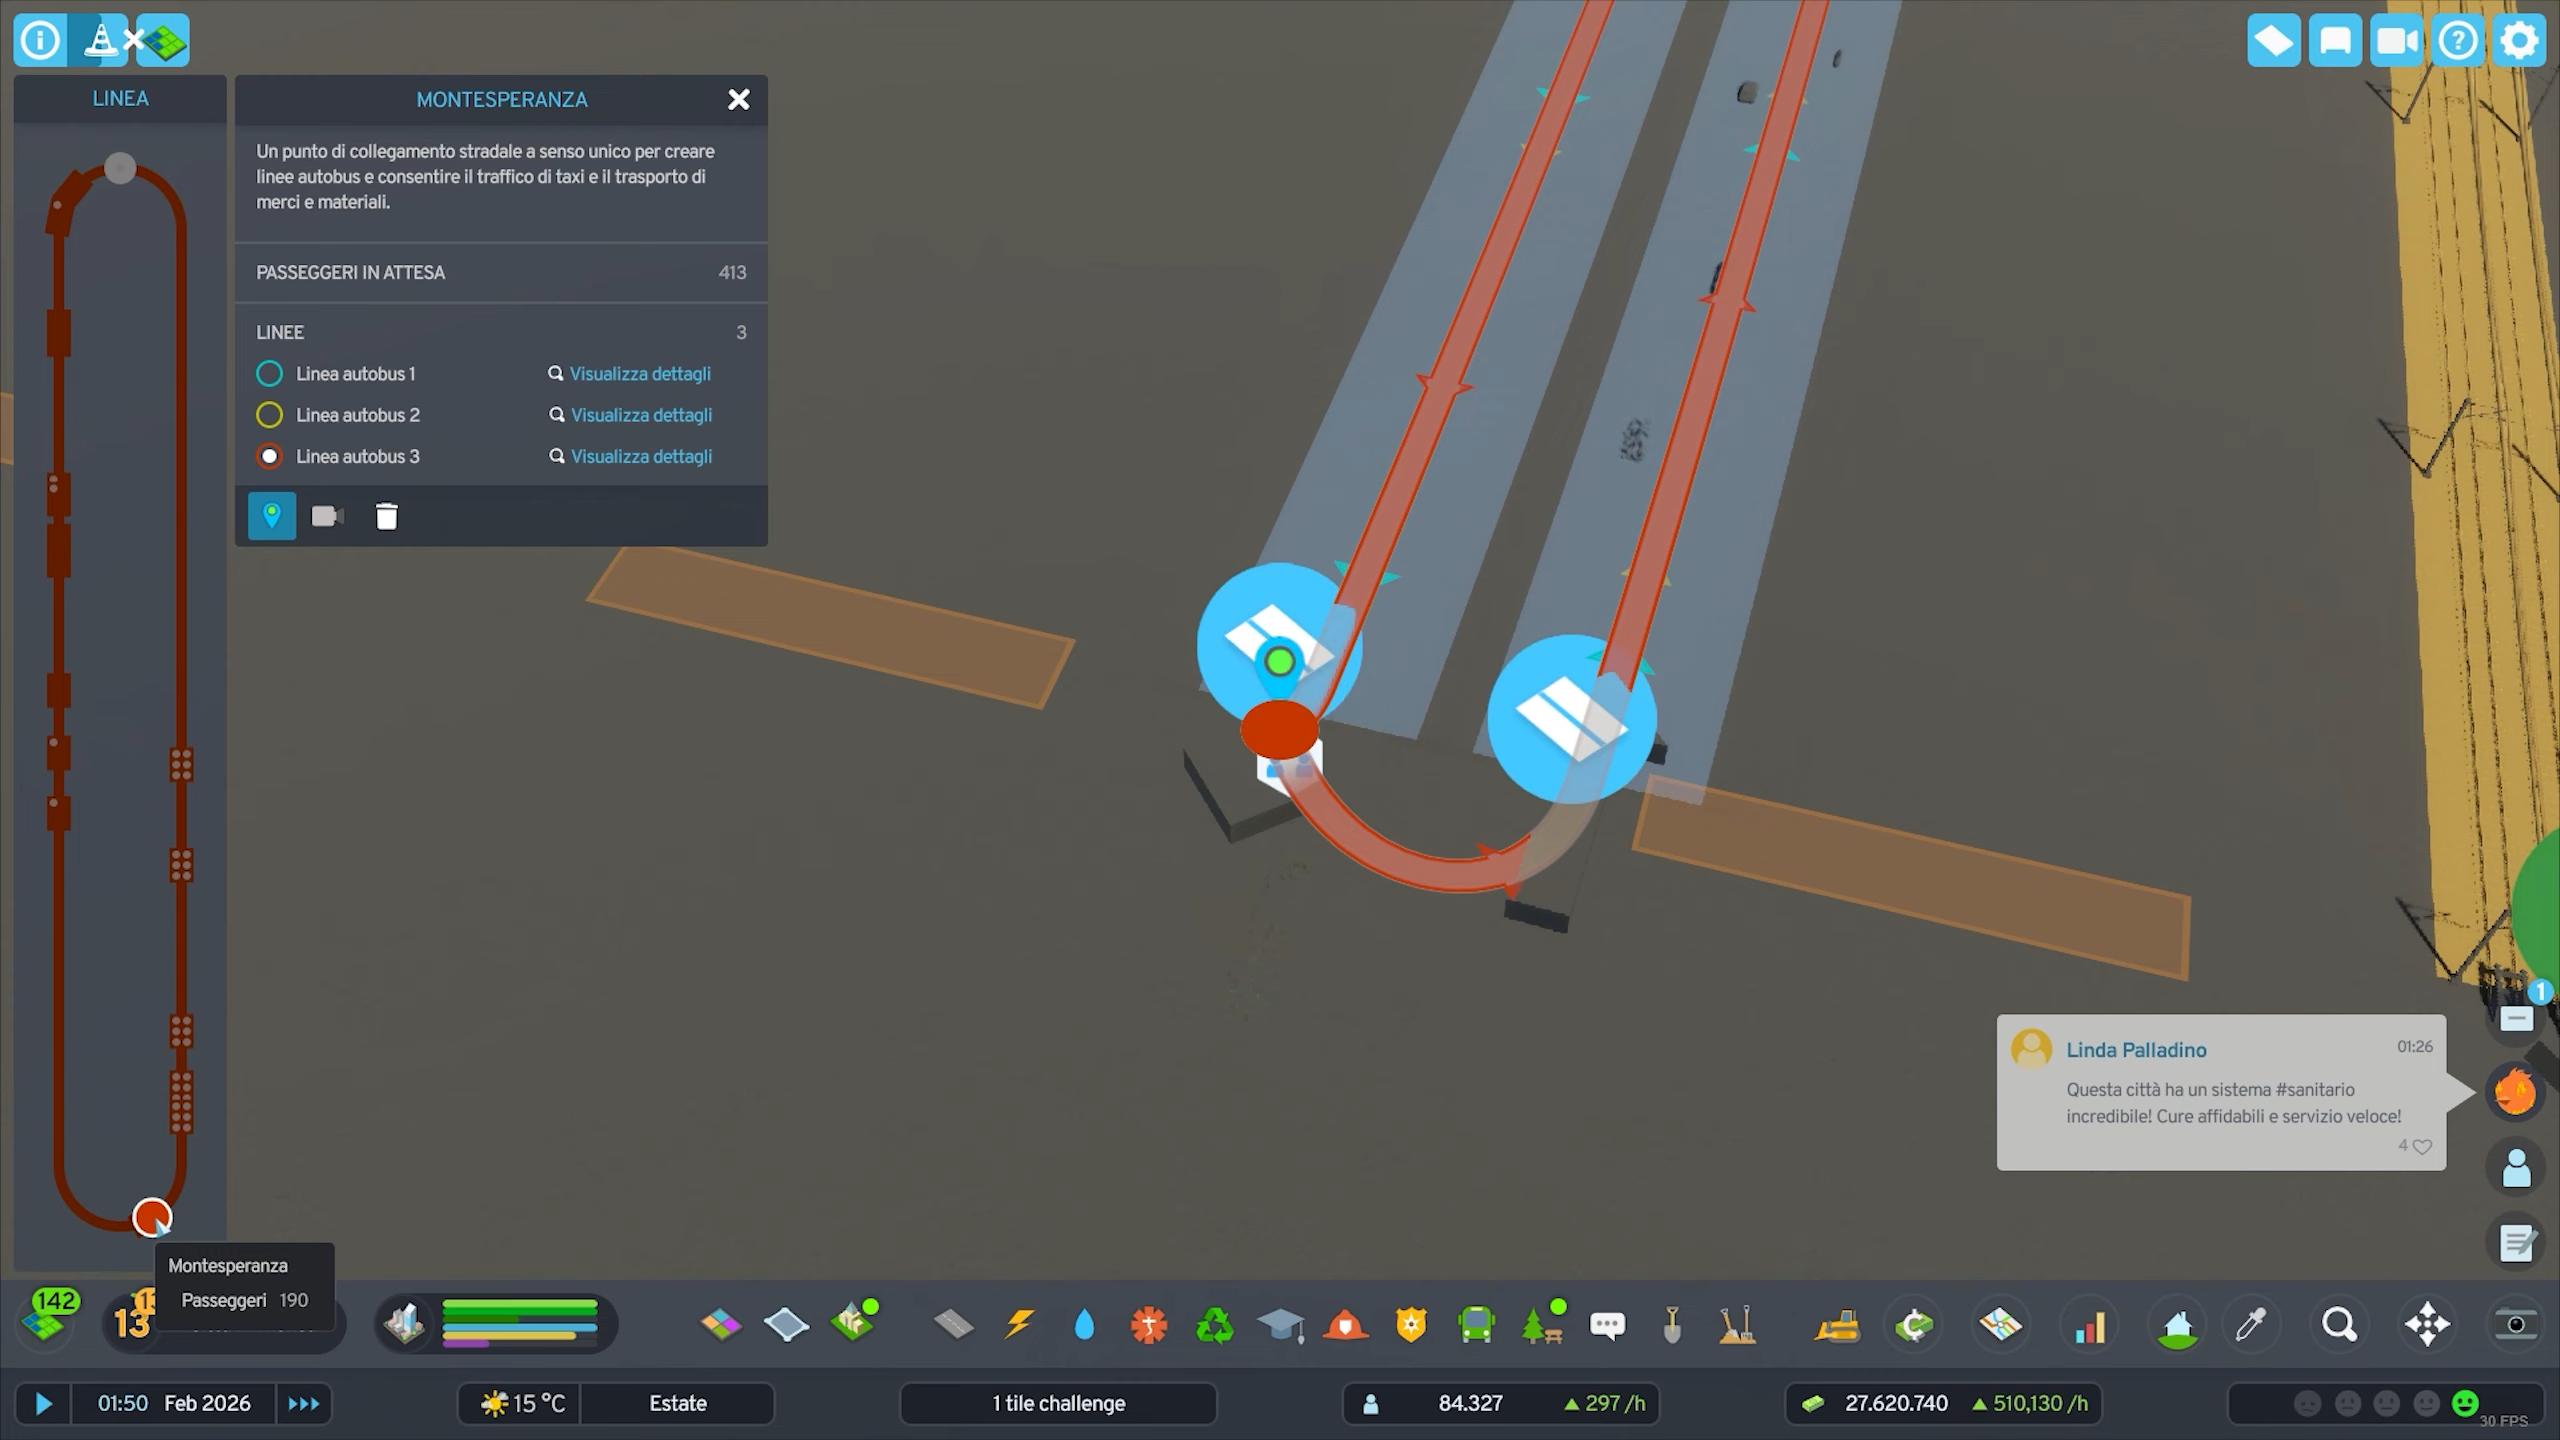 LINEA
MONTESPERANZA
Un punto di collegamento stradale a senso unico per creare
linee autobus e consentire il traffico di taxi e il trasporto di
merci e materiali.
PASSEGGERI IN ATTESA 413
LINEE 3
Linea autobus 1 Visualizza dettagli
Linea autobus 2 Visualizza dettagli
Linea autobus 3 Visualizza dettagli
1
Linda Palladino 01:26
Questa città ha un sistema #sanitario
incredibile! Cure affidabili e servizio veloce!
4
Montesperanza
Passeggeri 190
142
13
01:50 Feb 2026
15 °C Estate
1 tile challenge
84.327 297 /h
27.620.740 510,130 /h
30 FPS